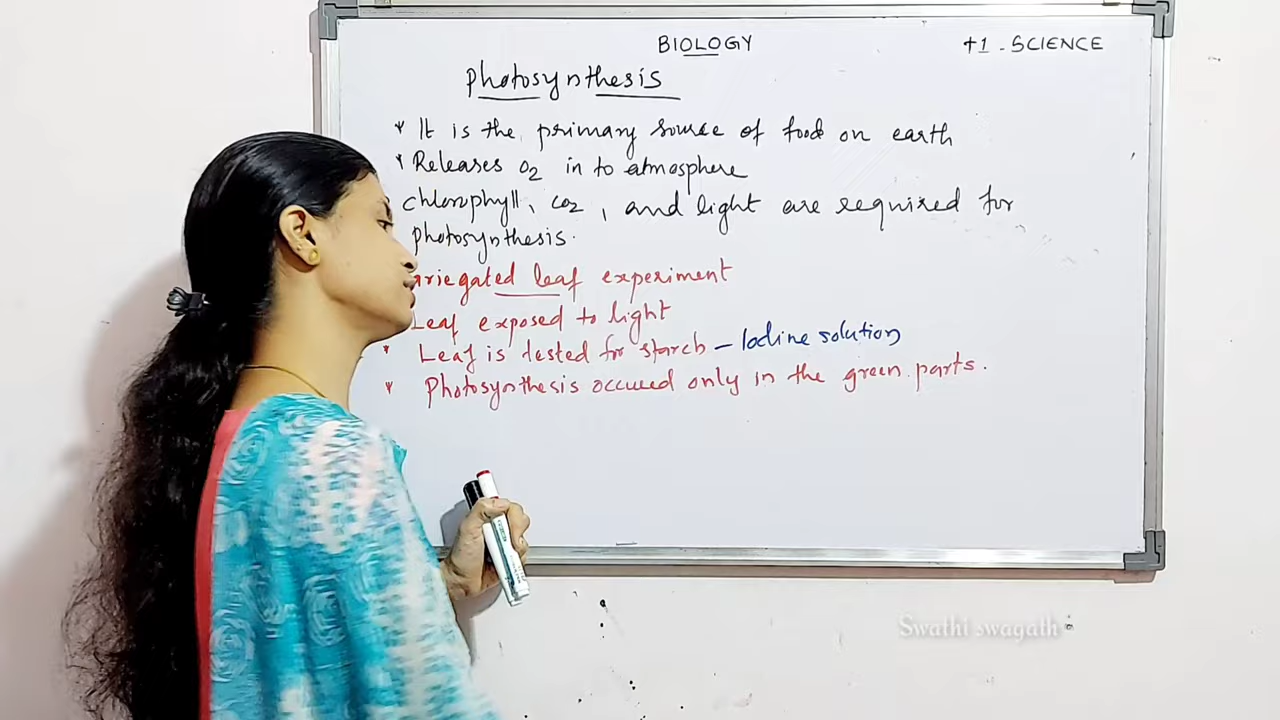 BIOLOGY
+1 - SCIENCE
Photosynthesis
* It is the primary source of food on earth
* Releases O2 in to atmosphere
chlorophyll, CO2, and light are required for
photosynthesis.
ariegated leaf experiment
Leaf exposed to light
* Leaf is tested for starch - Iodine solution
* Photosynthesis occured only in the green parts.
Swathi swagath